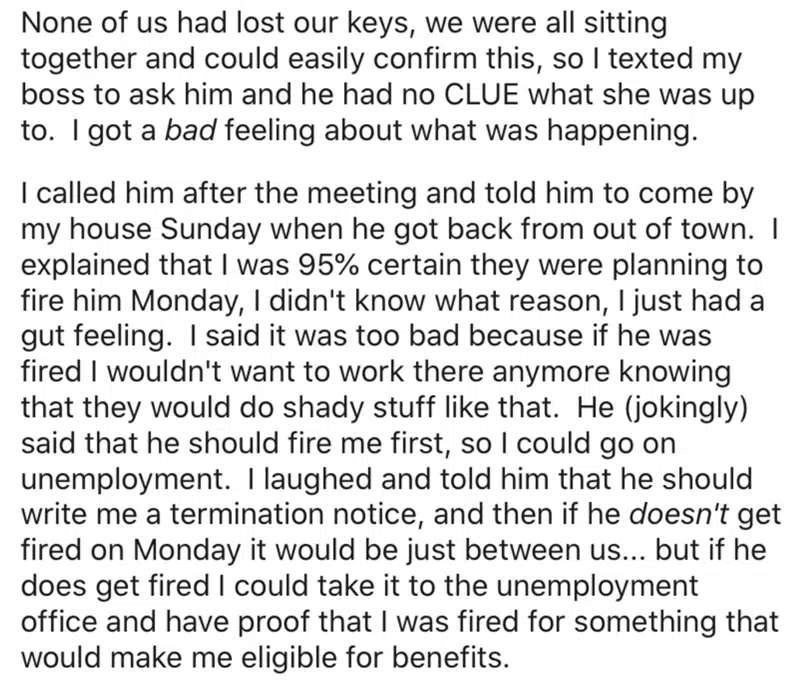 None of us had lost our keys, we were all sitting
together and could easily confirm this, so I texted my
boss to ask him and he had no CLUE what she was up
to.  I got a bad feeling about what was happening.
I called him after the meeting and told him to come by
my house Sunday when he got back from out of town.  I
explained that I was 95% certain they were planning to
fire him Monday, I didn't know what reason, I just had a
gut feeling.  I said it was too bad because if he was
fired I wouldn't want to work there anymore knowing
that they would do shady stuff like that.  He (jokingly)
said that he should fire me first, so I could go on
unemployment.  I laughed and told him that he should
write me a termination notice, and then if he doesn't get
fired on Monday it would be just between us... but if he
does get fired I could take it to the unemployment
office and have proof that I was fired for something that
would make me eligible for benefits.